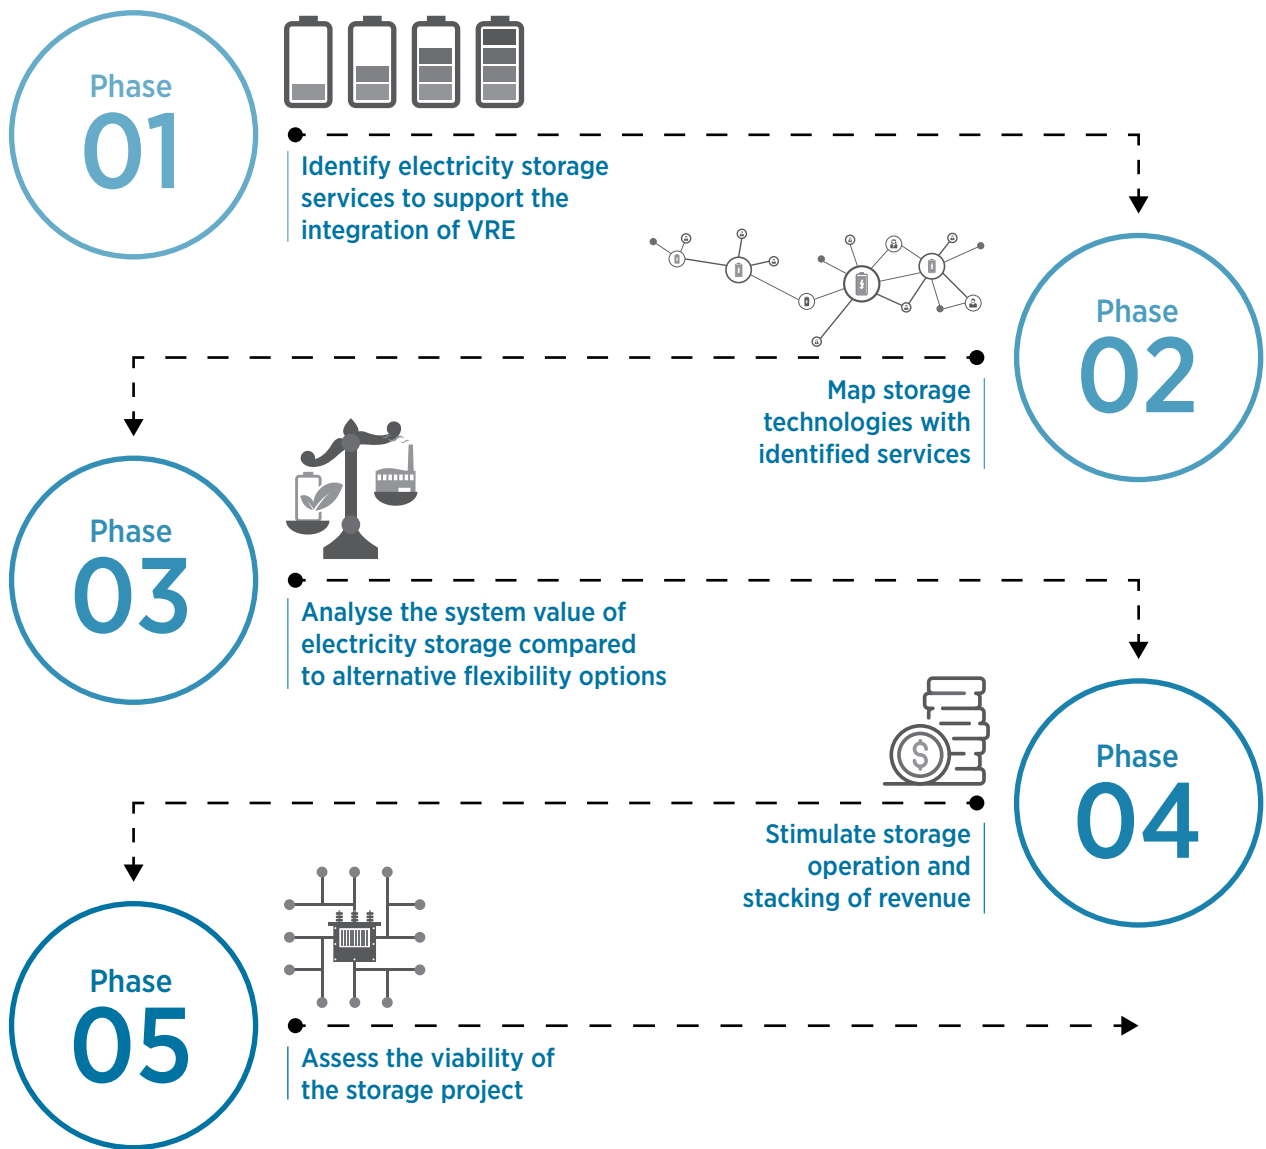 Phase
01
Identify electricity storage
services to support the
integration of VRE
Phase
02
Map storage
technologies with
identified services
Phase
03
Analyse the system value of
electricity storage compared
to alternative flexibility options
$
Phase
04
Stimulate storage
operation and
stacking of revenue
Phase
05
Assess the viability of
the storage project